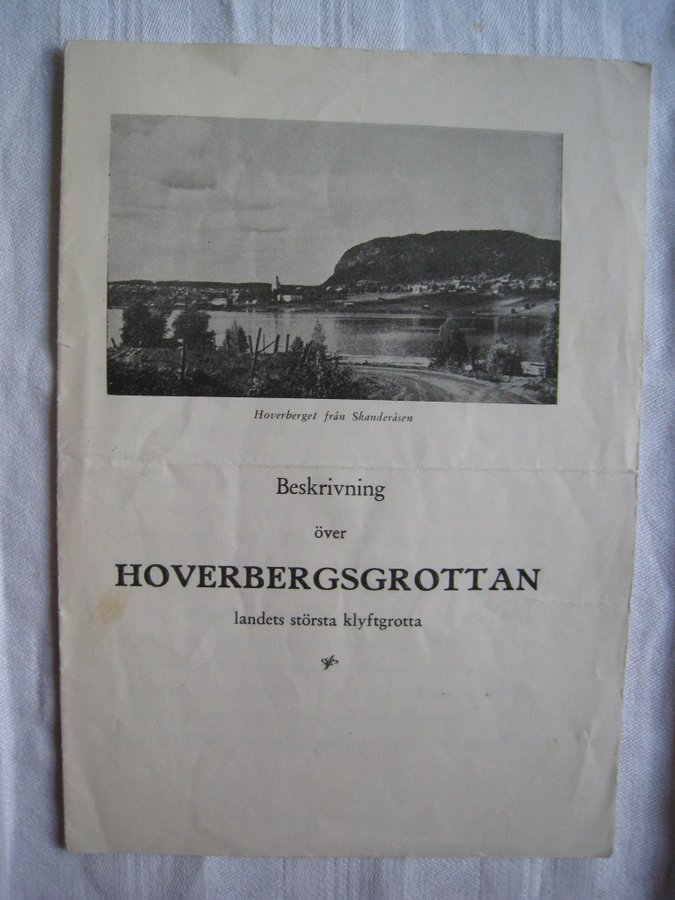 Hoverberget från Skanderåsen
Beskrivning
över
HOVERBERGSGROTTAN
landets största klyftgrotta